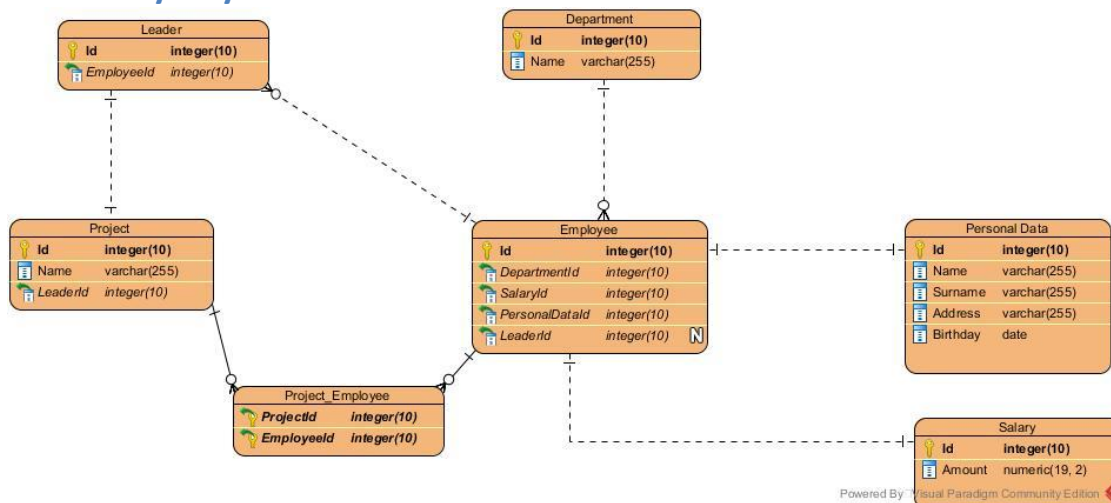 Leader
Id integer(10)
EmployeeId integer(10)
Department
Id integer(10)
Name varchar(255)
Project
Id integer(10)
Name varchar(255)
LeaderId integer(10)
Employee
Id integer(10)
DepartmentId integer(10)
SalaryId integer(10)
PersonalDataId integer(10)
LeaderId integer(10) N
Personal Data
Id integer(10)
Name varchar(255)
Surname varchar(255)
Address varchar(255)
Birthday date
Project_Employee
ProjectId integer(10)
EmployeeId integer(10)
Salary
Id integer(10)
Amount numeric(19, 2)
Powered By Visual Paradigm Community Edition